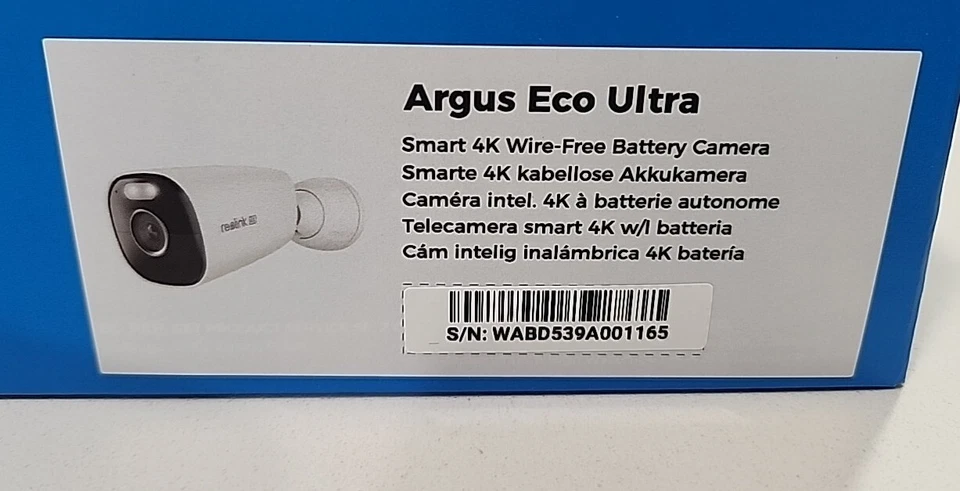 Argus Eco Ultra
Smart 4K Wire-Free Battery Camera
Smarte 4K kabellose Akkukamera
Caméra intel. 4K à batterie autonome
Telecamera smart 4K w/l batteria
Cám intelig inalámbrica 4K batería
reolink
S/N: WABD539A001165